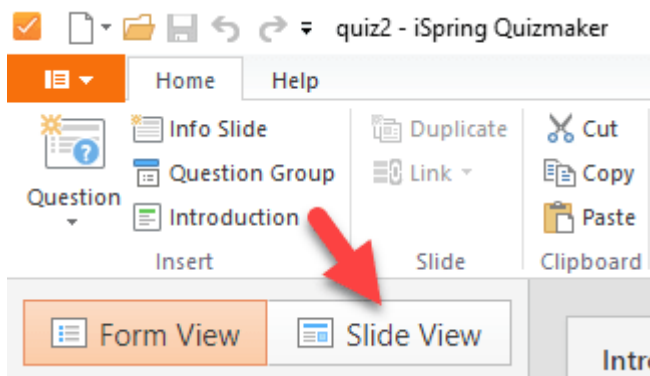 quiz2 - iSpring Quizmaker
Home Help
Info Slide Duplicate Cut
Question Group Link Copy
Question
Introduction Paste
Insert Slide Clipboard
Form View Slide View